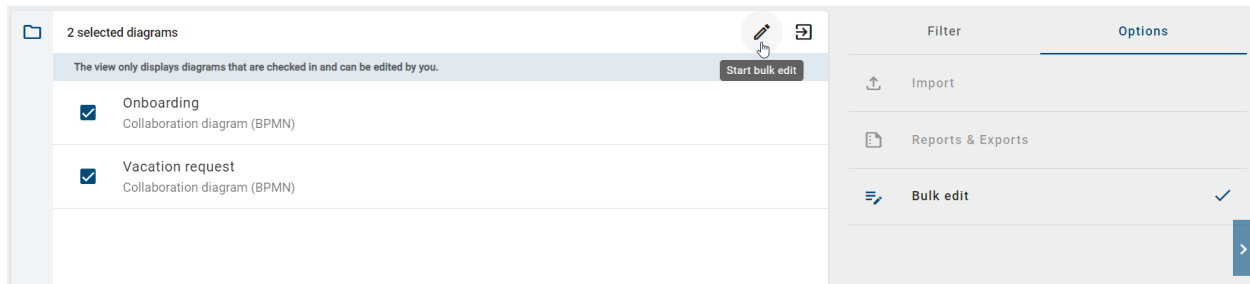 2 selected diagrams
The view only displays diagrams that are checked in and can be edited by you.
Start bulk edit
Onboarding
Collaboration diagram (BPMN)
Vacation request
Collaboration diagram (BPMN)
Filter
Options
Import
Reports & Exports
Bulk edit